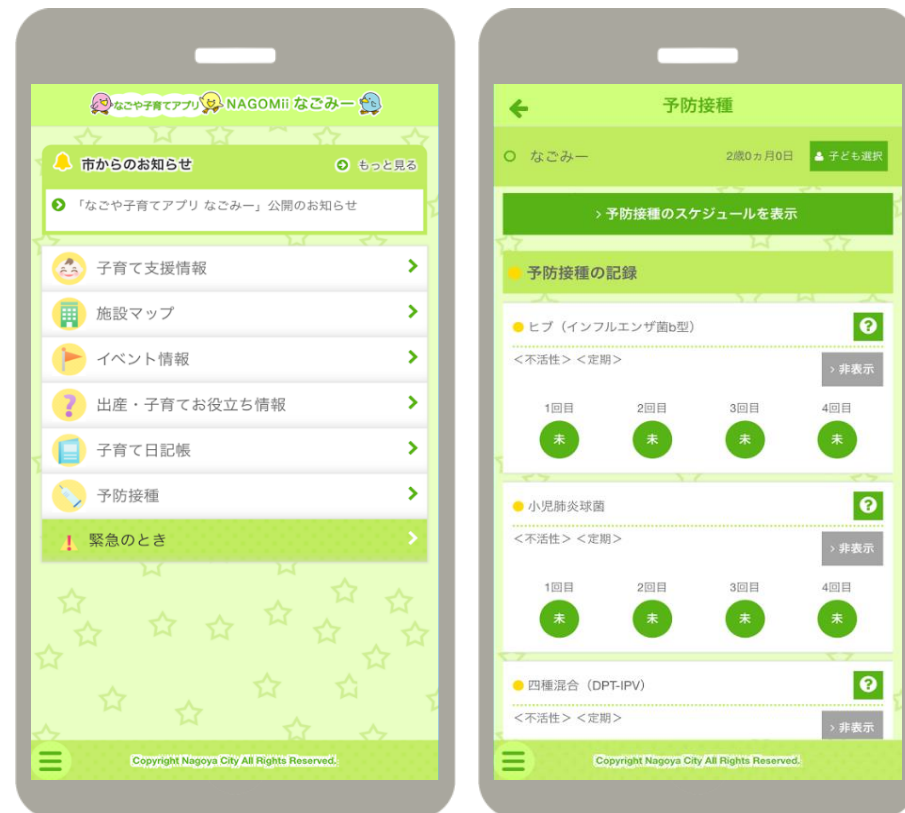 なごや子育てアプリ NAGOMii なごみー
市からのお知らせ もっと見る
「なごや子育てアプリ なごみー」公開のお知らせ
子育て支援情報
施設マップ
イベント情報
出産・子育てお役立ち情報
子育て日記帳
予防接種
緊急のとき
Copyright Nagoya City All Rights Reserved.
予防接種
なごみー 2歳0ヵ月0日 子ども選択
予防接種のスケジュールを表示
予防接種の記録
ヒブ（インフルエンザ菌b型）
<不活性> <定期> 非表示
1回目 2回目 3回目 4回目
未 未 未 未
小児肺炎球菌
<不活性> <定期> 非表示
1回目 2回目 3回目 4回目
未 未 未 未
四種混合（DPT-IPV）
<不活性> <定期> 非表示
Copyright Nagoya City All Rights Reserved.